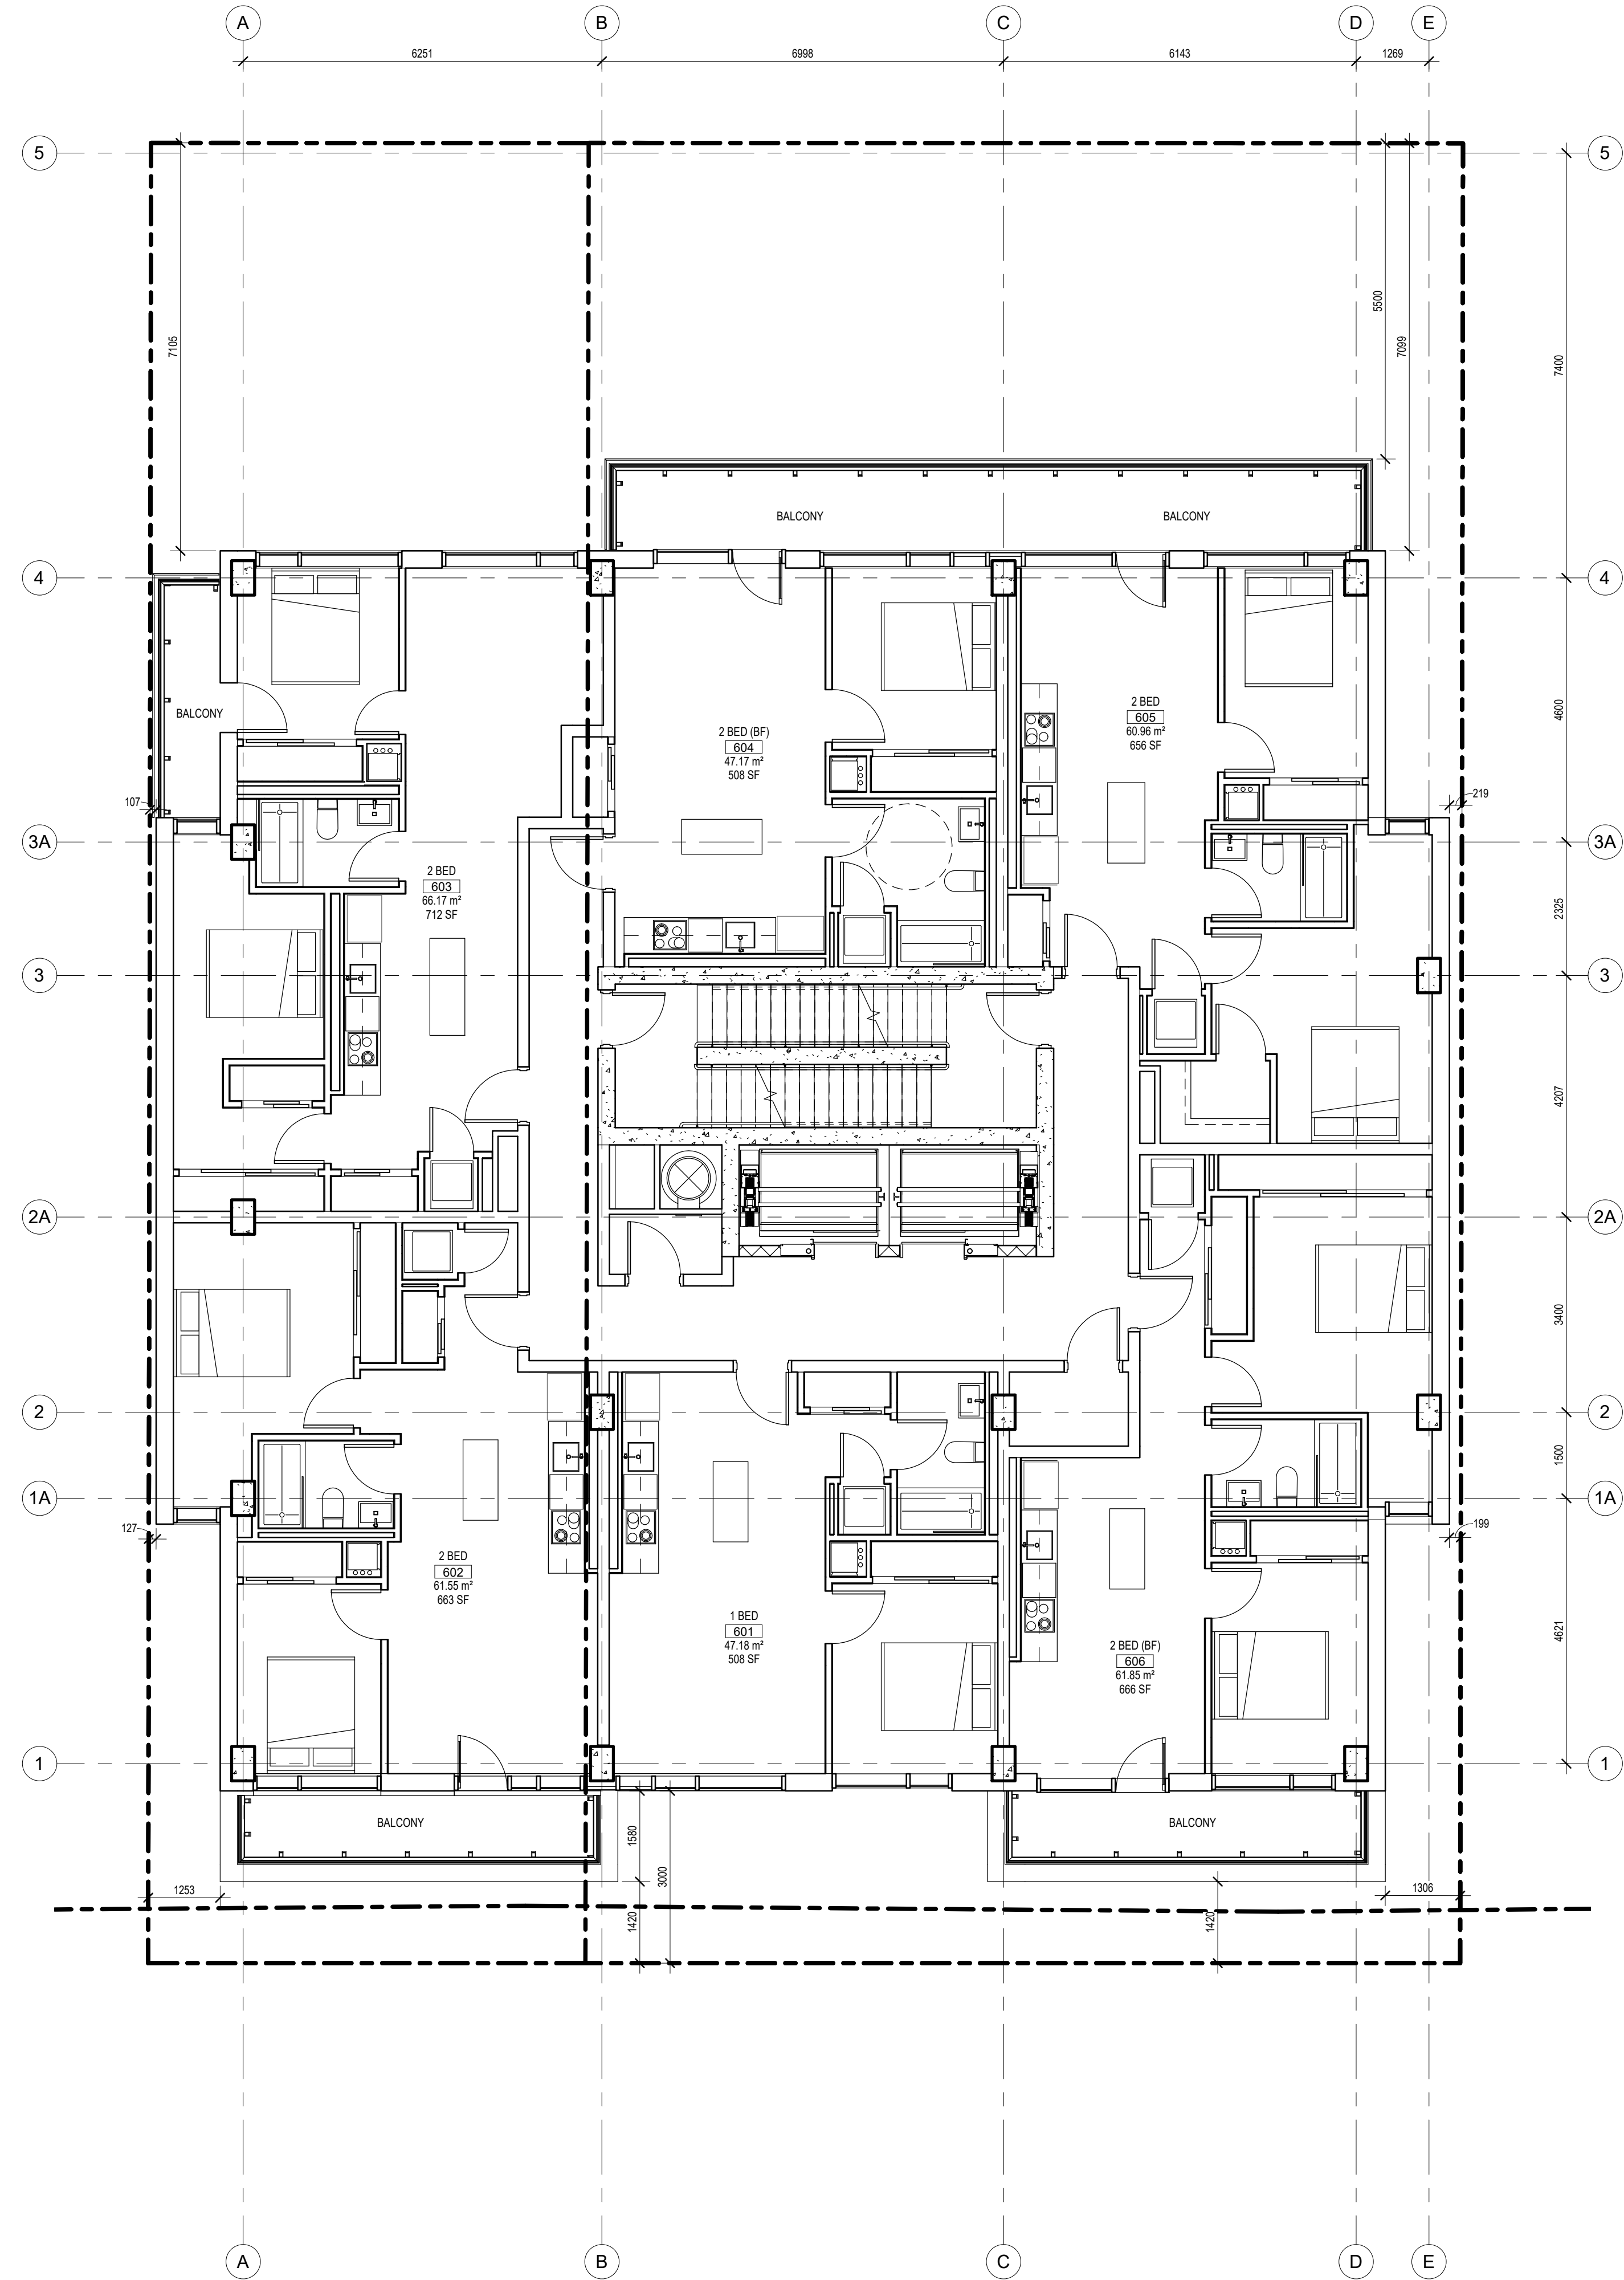 A
B
C
D
E
6251
6998
6143
1269
5
5
7105
5500
7099
7400
BALCONY
BALCONY
4
4
BALCONY
2 BED
605
60.96 m²
656 SF
4600
2 BED (BF)
604
47.17 m²
508 SF
107
219
3A
3A
2 BED
603
66.17 m²
712 SF
2325
3
3
4207
2A
2A
3400
2
2
1500
1A
1A
127
199
2 BED
602
61.55 m²
663 SF
1 BED
601
47.18 m²
508 SF
2 BED (BF)
606
61.85 m²
666 SF
4621
1
1
BALCONY
BALCONY
1580
3000
1253
1306
1420
1420
A
B
C
D
E